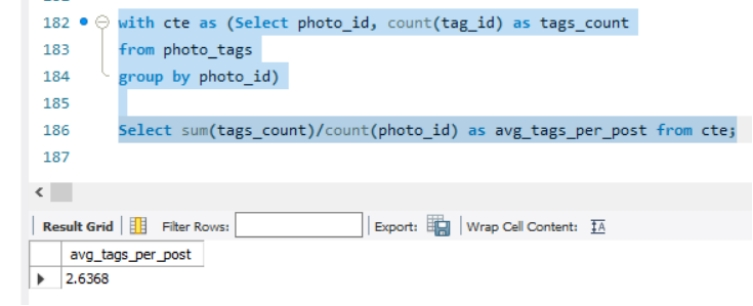 182 with cte as (Select photo_id, count(tag_id) as tags_count
183 from photo_tags
184 group by photo_id)
185
186 Select sum(tags_count)/count(photo_id) as avg_tags_per_post from cte;
187
Result Grid Filter Rows: Export: Wrap Cell Content: IA
avg_tags_per_post
2.6368